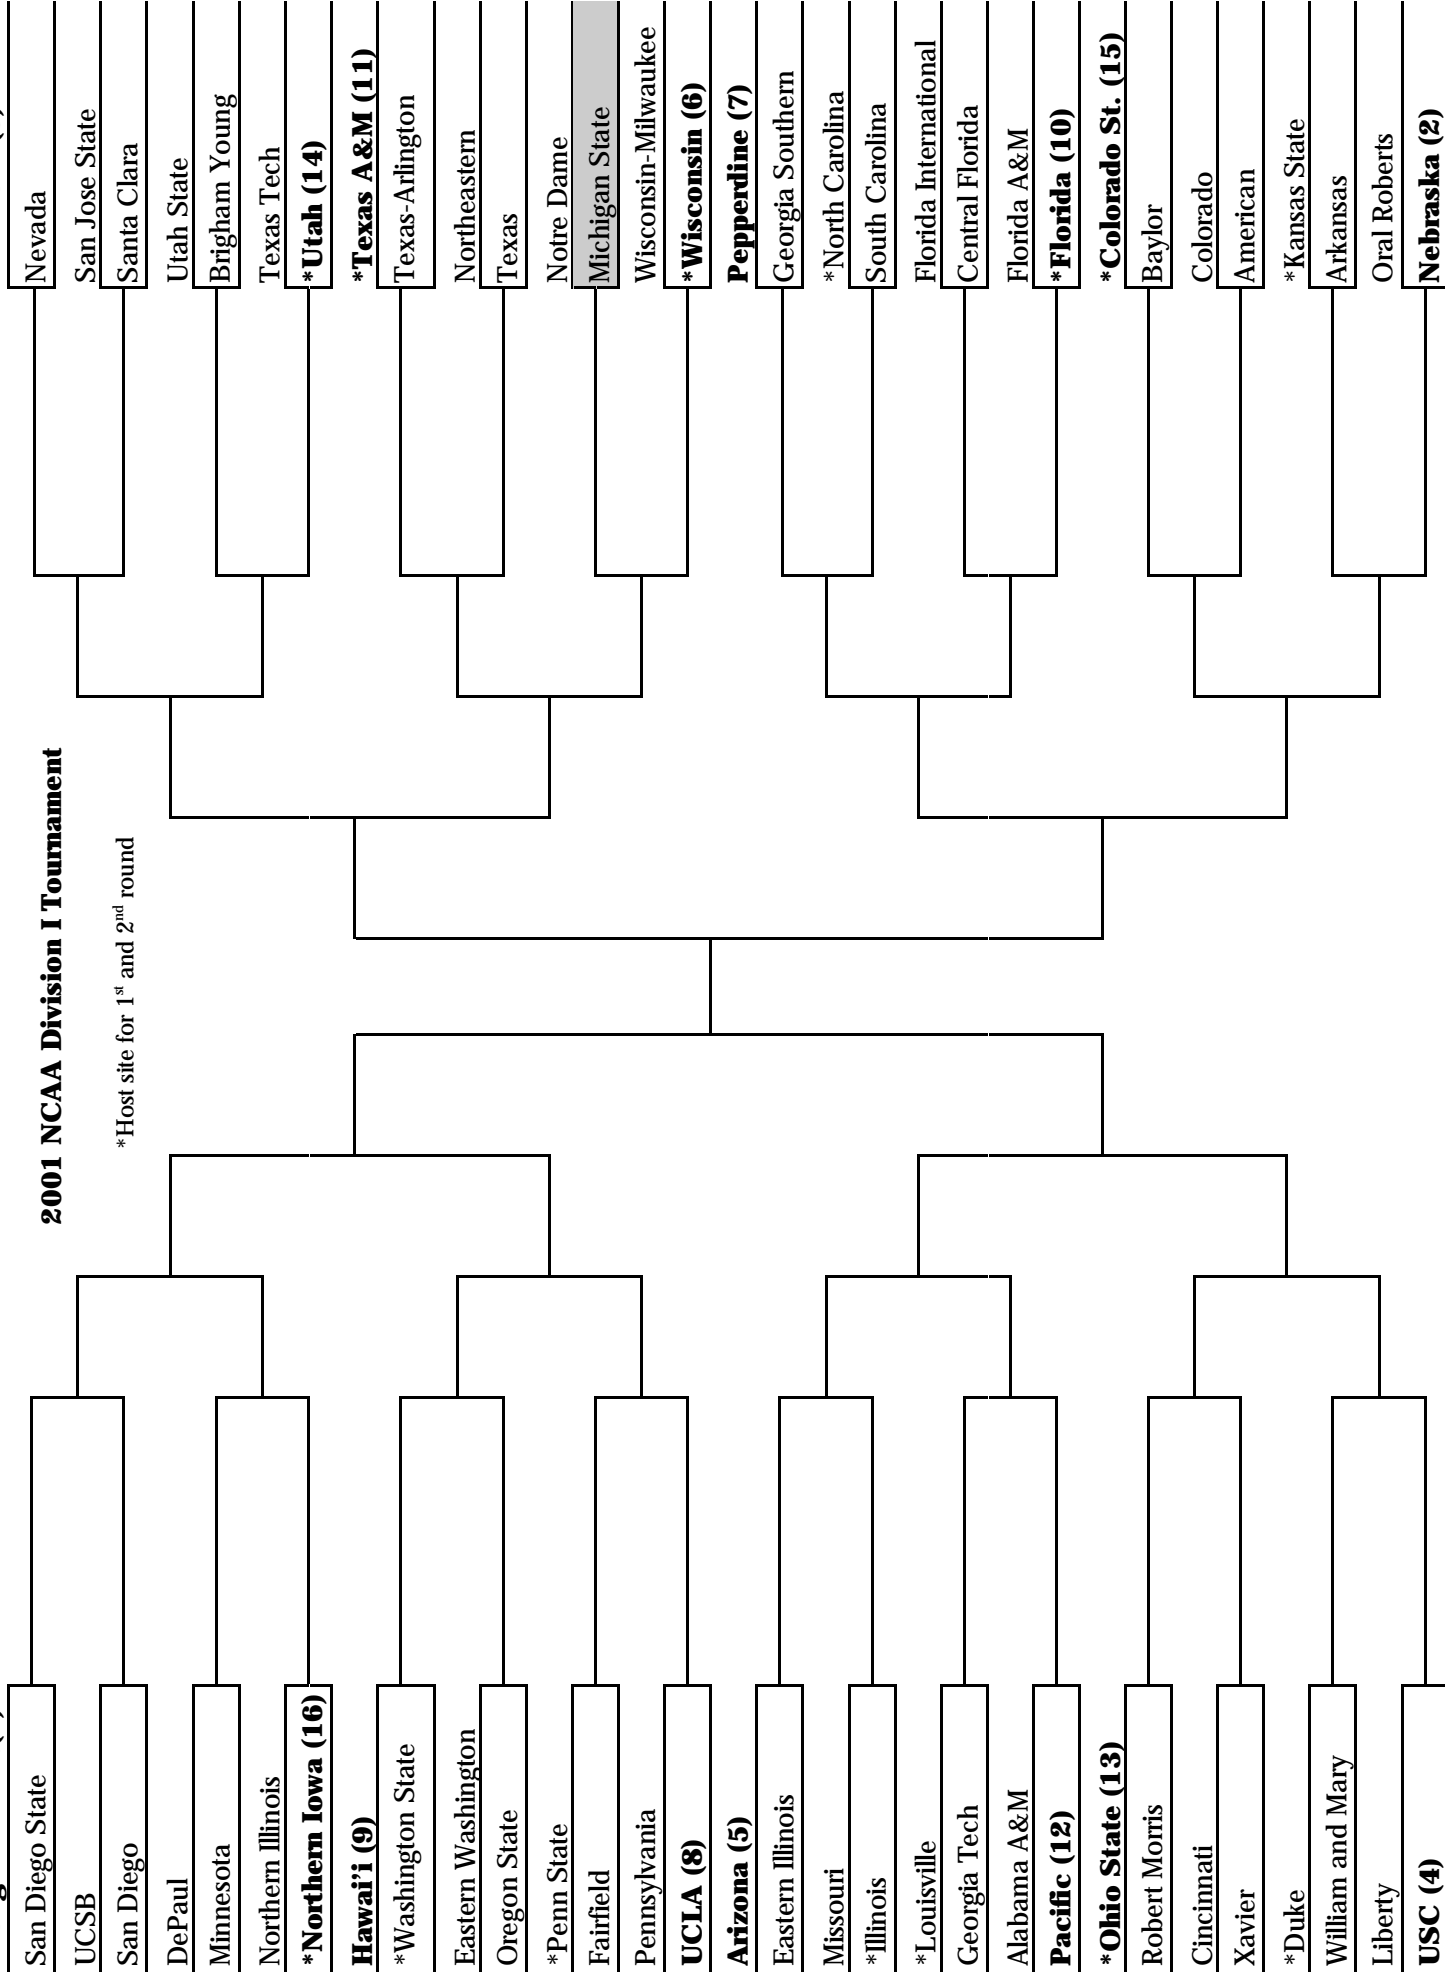 2001 NCAA Division I Tournament
*Host site for 1st and 2nd round
San Diego State
UCSB
San Diego
DePaul
Minnesota
Northern Illinois
*Northern Iowa (16)
Hawai'i (9)
*Washington State
Eastern Washington
Oregon State
*Penn State
Fairfield
Pennsylvania
UCLA (8)
Arizona (5)
Eastern Illinois
Missouri
*Illinois
*Louisville
Georgia Tech
Alabama A&M
Pacific (12)
*Ohio State (13)
Robert Morris
Cincinnati
Xavier
*Duke
William and Mary
Liberty
USC (4)
Nevada
San Jose State
Santa Clara
Utah State
Brigham Young
Texas Tech
*Utah (14)
*Texas A&M (11)
Texas-Arlington
Northeastern
Texas
Notre Dame
Michigan State
Wisconsin-Milwaukee
*Wisconsin (6)
Pepperdine (7)
Georgia Southern
*North Carolina
South Carolina
Florida International
Central Florida
Florida A&M
*Florida (10)
*Colorado St. (15)
Baylor
Colorado
American
*Kansas State
Arkansas
Oral Roberts
Nebraska (2)